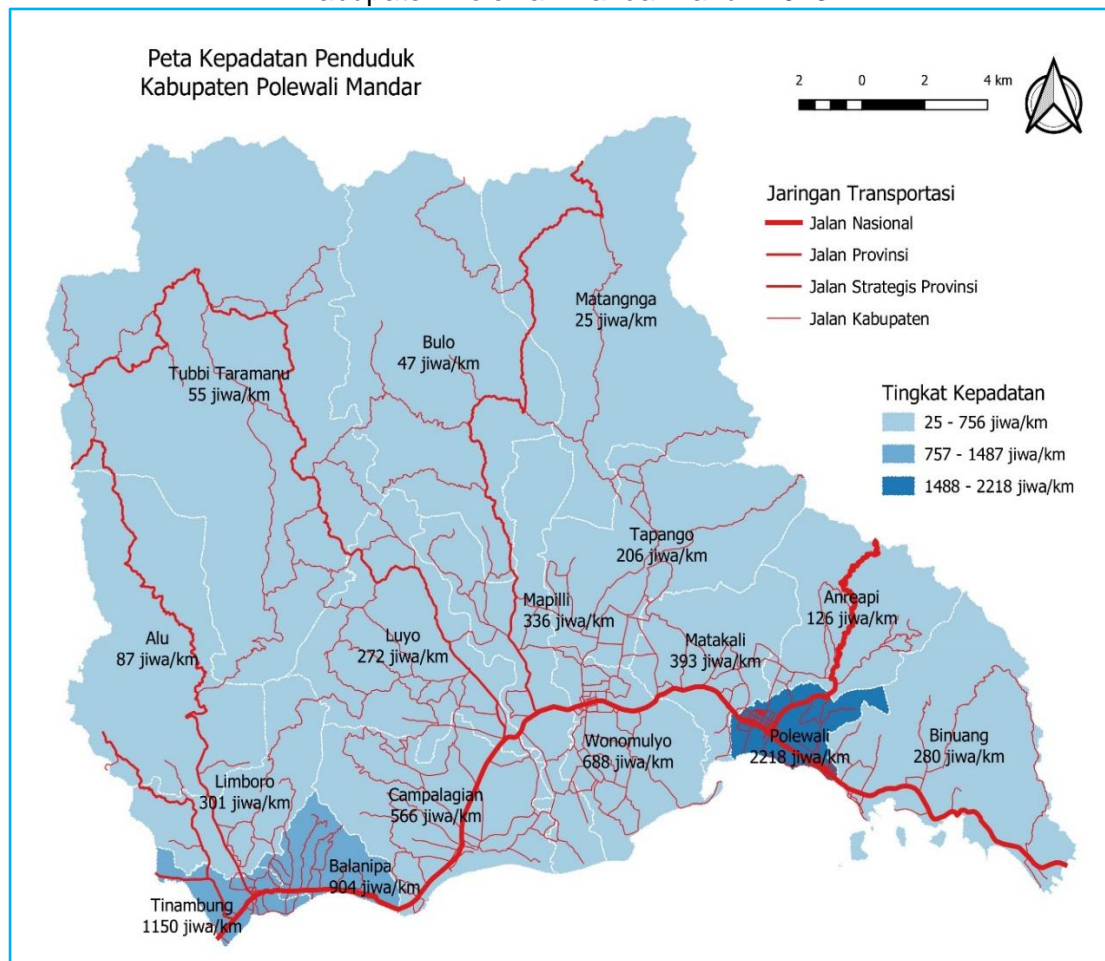 Peta Kepadatan Penduduk
Kabupaten Polewali Mandar
2 0 2 4 km
Jaringan Transportasi
Jalan Nasional
Jalan Provinsi
Jalan Strategis Provinsi
Jalan Kabupaten
Tingkat Kepadatan
25 - 756 jiwa/km
757 - 1487 jiwa/km
1488 - 2218 jiwa/km
Matangnga
25 jiwa/km
Bulo
47 jiwa/km
Tubbi Taramanu
55 jiwa/km
Tapango
206 jiwa/km
Anreapi
126 jiwa/km
Mapilli
336 jiwa/km
Alu
87 jiwa/km
Luyo
272 jiwa/km
Matakali
393 jiwa/km
Polewali
2218 jiwa/km
Binuang
280 jiwa/km
Wonomulyo
688 jiwa/km
Limboro
301 jiwa/km
Campalagian
566 jiwa/km
Balanipa
904 jiwa/km
Tinambung
1150 jiwa/km